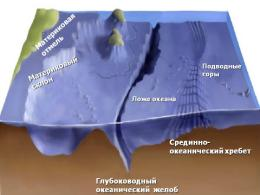 Материковая
отмель
Материковый
склон
Подводные
горы
Ложе океана
Срединно-
океанический хребет
Глубоководный
океанический желоб